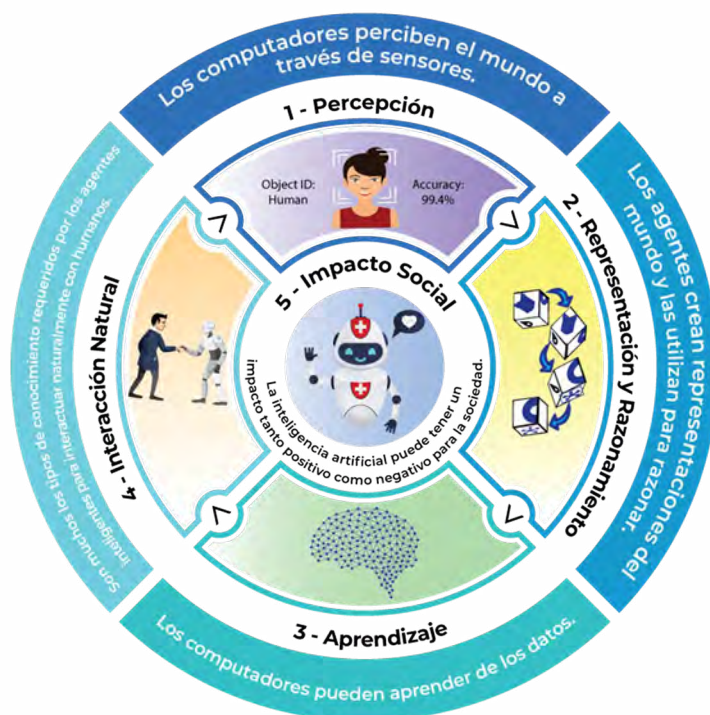 Los computadores perciben el mundo a
través de sensores.
1 - Percepción
Object ID:
Human
Accuracy:
99.4%
Los agentes crean representaciones del
mundo y las utilizan para razonar.
2 - Representación y Razonamiento
3 - Aprendizaje
Los computadores pueden aprender de los datos.
Son muchos los tipos de conocimiento requeridos por los agentes
inteligentes para interactuar naturalmente con humanos.
4 - Interacción Natural
5 - Impacto Social
La inteligencia artificial puede tener un
impacto tanto positivo como negativo para la sociedad.